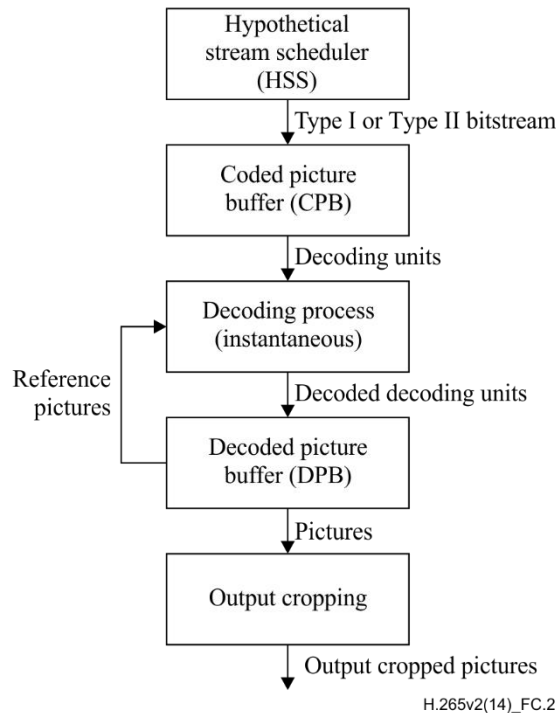 Hypothetical
stream scheduler
(HSS)
Type I or Type II bitstream
Coded picture
buffer (CPB)
Decoding units
Decoding process
(instantaneous)
Reference
pictures
Decoded decoding units
Decoded picture
buffer (DPB)
Pictures
Output cropping
Output cropped pictures
H.265v2(14)_FC.2